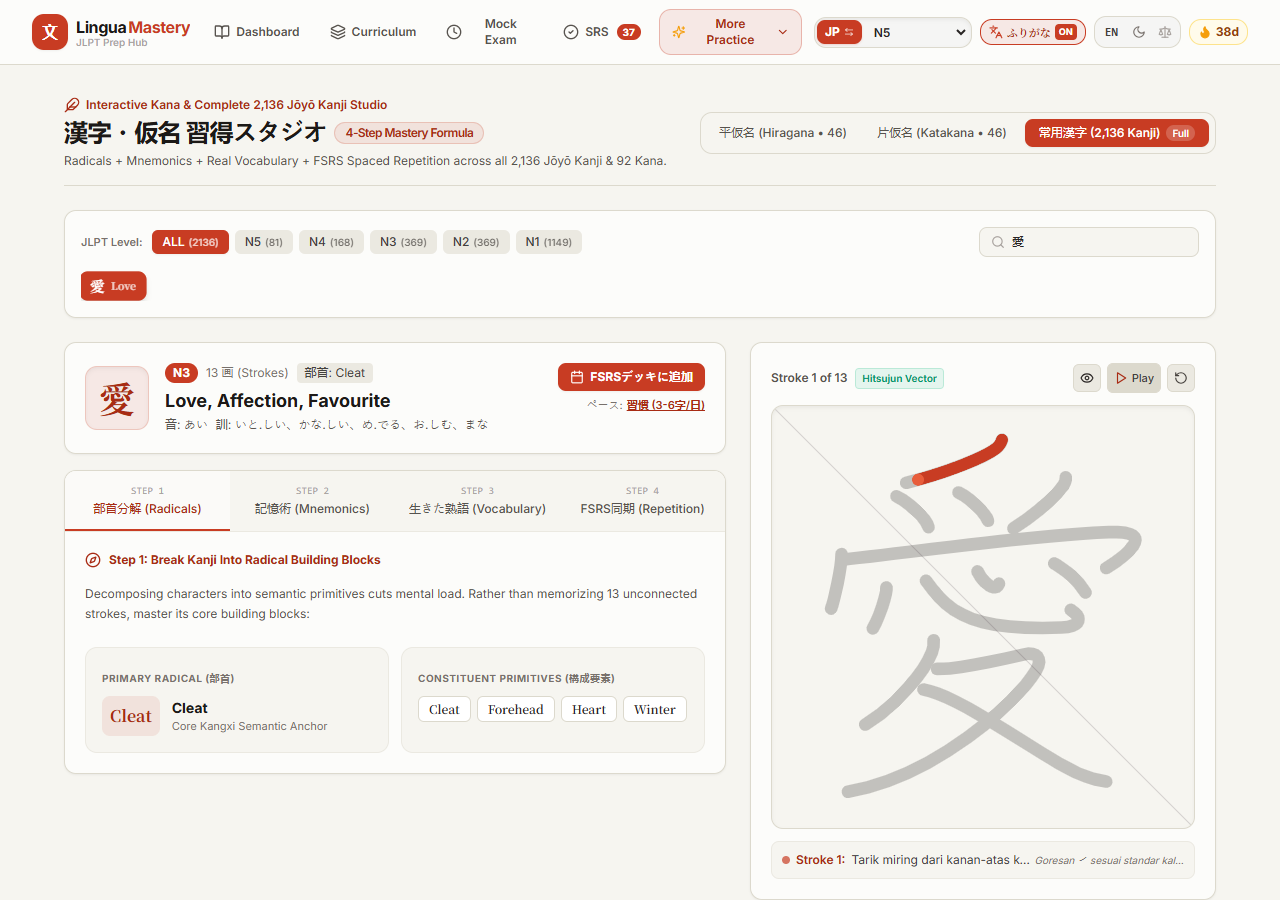 文 LinguaMastery
JLPT Prep Hub
Dashboard
Curriculum
Mock
Exam
SRS 37
More
Practice
JP N5
ふりがな ON
EN
38d
Interactive Kana & Complete 2,136 Jōyō Kanji Studio
漢字・仮名 習得スタジオ 4-Step Mastery Formula
Radicals + Mnemonics + Real Vocabulary + FSRS Spaced Repetition across all 2,136 Jōyō Kanji & 92 Kana.
平仮名 (Hiragana • 46) 片仮名 (Katakana • 46) 常用漢字 (2,136 Kanji) Full
JLPT Level: ALL (2136) N5 (81) N4 (168) N3 (369) N2 (369) N1 (1149)
愛
愛 Love
愛
N3 13 画 (Strokes) 部首: Cleat
Love, Affection, Favourite
音: あい 訓: いと.しい、かな.しい、め.でる、お.しむ、まな
FSRSデッキに追加
ペース: 習慣 (3-6字/日)
STEP 1
部首分解 (Radicals)
STEP 2
記憶術 (Mnemonics)
STEP 3
生きた熟語 (Vocabulary)
STEP 4
FSRS同期 (Repetition)
Step 1: Break Kanji Into Radical Building Blocks
Decomposing characters into semantic primitives cuts mental load. Rather than memorizing 13 unconnected
strokes, master its core building blocks:
PRIMARY RADICAL (部首)
Cleat
Cleat
Core Kangxi Semantic Anchor
CONSTITUENT PRIMITIVES (構成要素)
Cleat Forehead Heart Winter
Stroke 1 of 13 Hitsujun Vector Play
愛
Stroke 1: Tarik miring dari kanan-atas k... Goresan ㇒ sesuai standar kal...